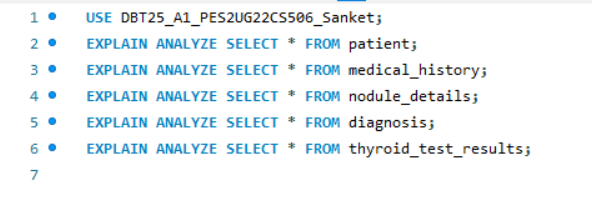 1 USE DBT25_A1_PES2UG22CS506_Sanket;
2 EXPLAIN ANALYZE SELECT * FROM patient;
3 EXPLAIN ANALYZE SELECT * FROM medical_history;
4 EXPLAIN ANALYZE SELECT * FROM nodule_details;
5 EXPLAIN ANALYZE SELECT * FROM diagnosis;
6 EXPLAIN ANALYZE SELECT * FROM thyroid_test_results;
7